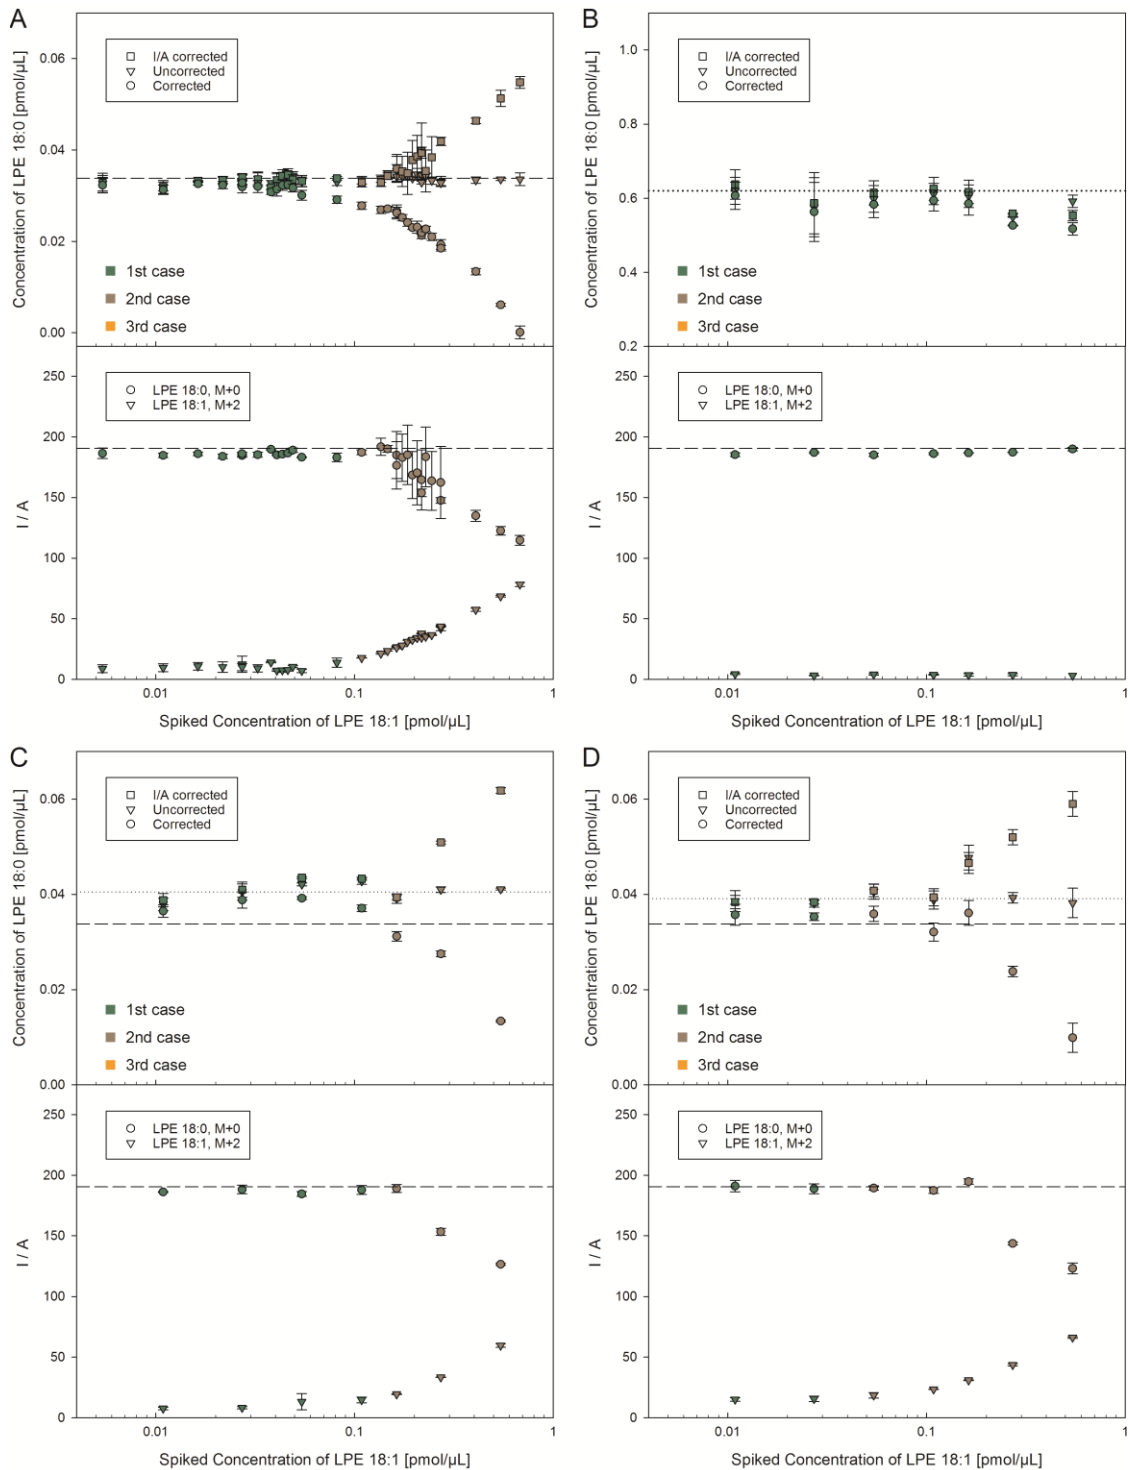 A
Concentration of LPE 18:0 [pmol/µL]
0.06
0.04
0.02
0.00
I/A corrected
Uncorrected
Corrected
1st case
2nd case
3rd case
I / A
250
200
150
100
50
0
LPE 18:0, M+0
LPE 18:1, M+2
0.01
0.1
1
Spiked Concentration of LPE 18:1 [pmol/µL]
B
Concentration of LPE 18:0 [pmol/µL]
1.0
0.8
0.6
0.4
0.2
I/A corrected
Uncorrected
Corrected
1st case
2nd case
3rd case
I / A
250
200
150
100
50
0
LPE 18:0, M+0
LPE 18:1, M+2
0.01
0.1
1
Spiked Concentration of LPE 18:1 [pmol/µL]
C
Concentration of LPE 18:0 [pmol/µL]
0.06
0.04
0.02
0.00
I/A corrected
Uncorrected
Corrected
1st case
2nd case
3rd case
I / A
250
200
150
100
50
0
LPE 18:0, M+0
LPE 18:1, M+2
0.01
0.1
1
Spiked Concentration of LPE 18:1 [pmol/µL]
D
Concentration of LPE 18:0 [pmol/µL]
0.06
0.04
0.02
0.00
I/A corrected
Uncorrected
Corrected
1st case
2nd case
3rd case
I / A
250
200
150
100
50
0
LPE 18:0, M+0
LPE 18:1, M+2
0.01
0.1
1
Spiked Concentration of LPE 18:1 [pmol/µL]